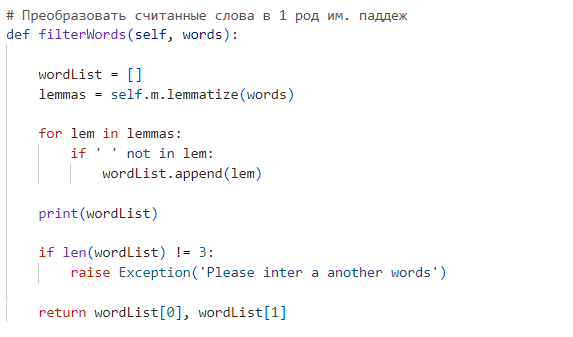 # Преобразовать считанные слова в 1 род им. паддеж
def filterWords(self, words):
wordList = []
lemmas = self.m.lemmatize(words)
for lem in lemmas:
if ' ' not in lem:
wordList.append(lem)
print(wordList)
if len(wordList) != 3:
raise Exception('Please inter a another words')
return wordList[0], wordList[1]